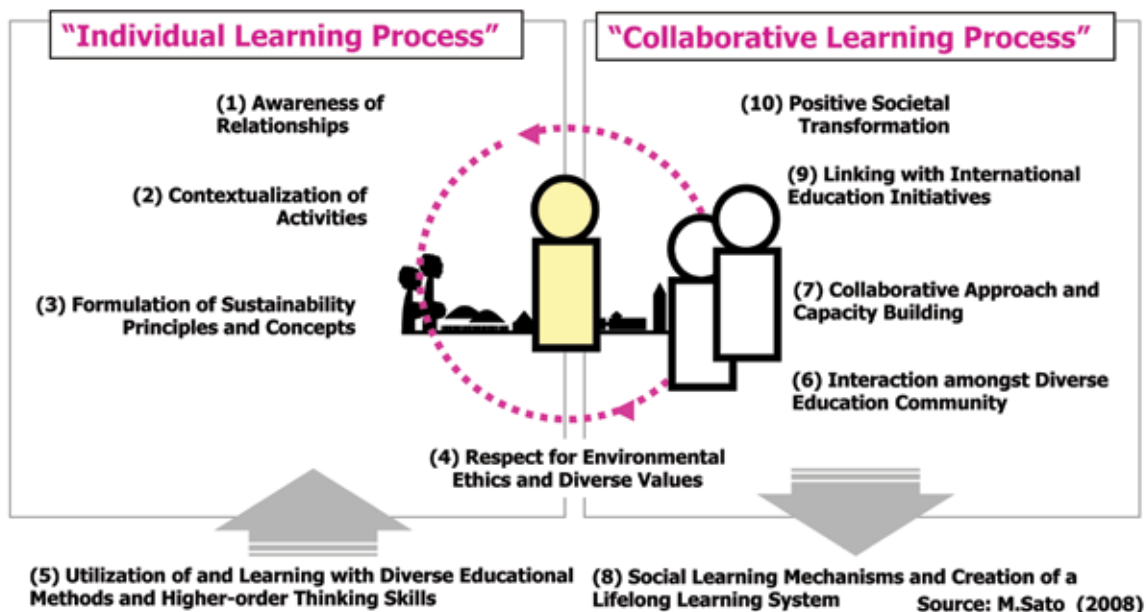 "Individual Learning Process"
(1) Awareness of
Relationships
(2) Contextualization of
Activities
(3) Formulation of Sustainability
Principles and Concepts
"Collaborative Learning Process"
(10) Positive Societal
Transformation
(9) Linking with International
Education Initiatives
(7) Collaborative Approach and
Capacity Building
(6) Interaction amongst Diverse
Education Community
(4) Respect for Environmental
Ethics and Diverse Values
(5) Utilization of and Learning with Diverse Educational
Methods and Higher-order Thinking Skills
(8) Social Learning Mechanisms and Creation of a
Lifelong Learning System
Source: M.Sato (2008)